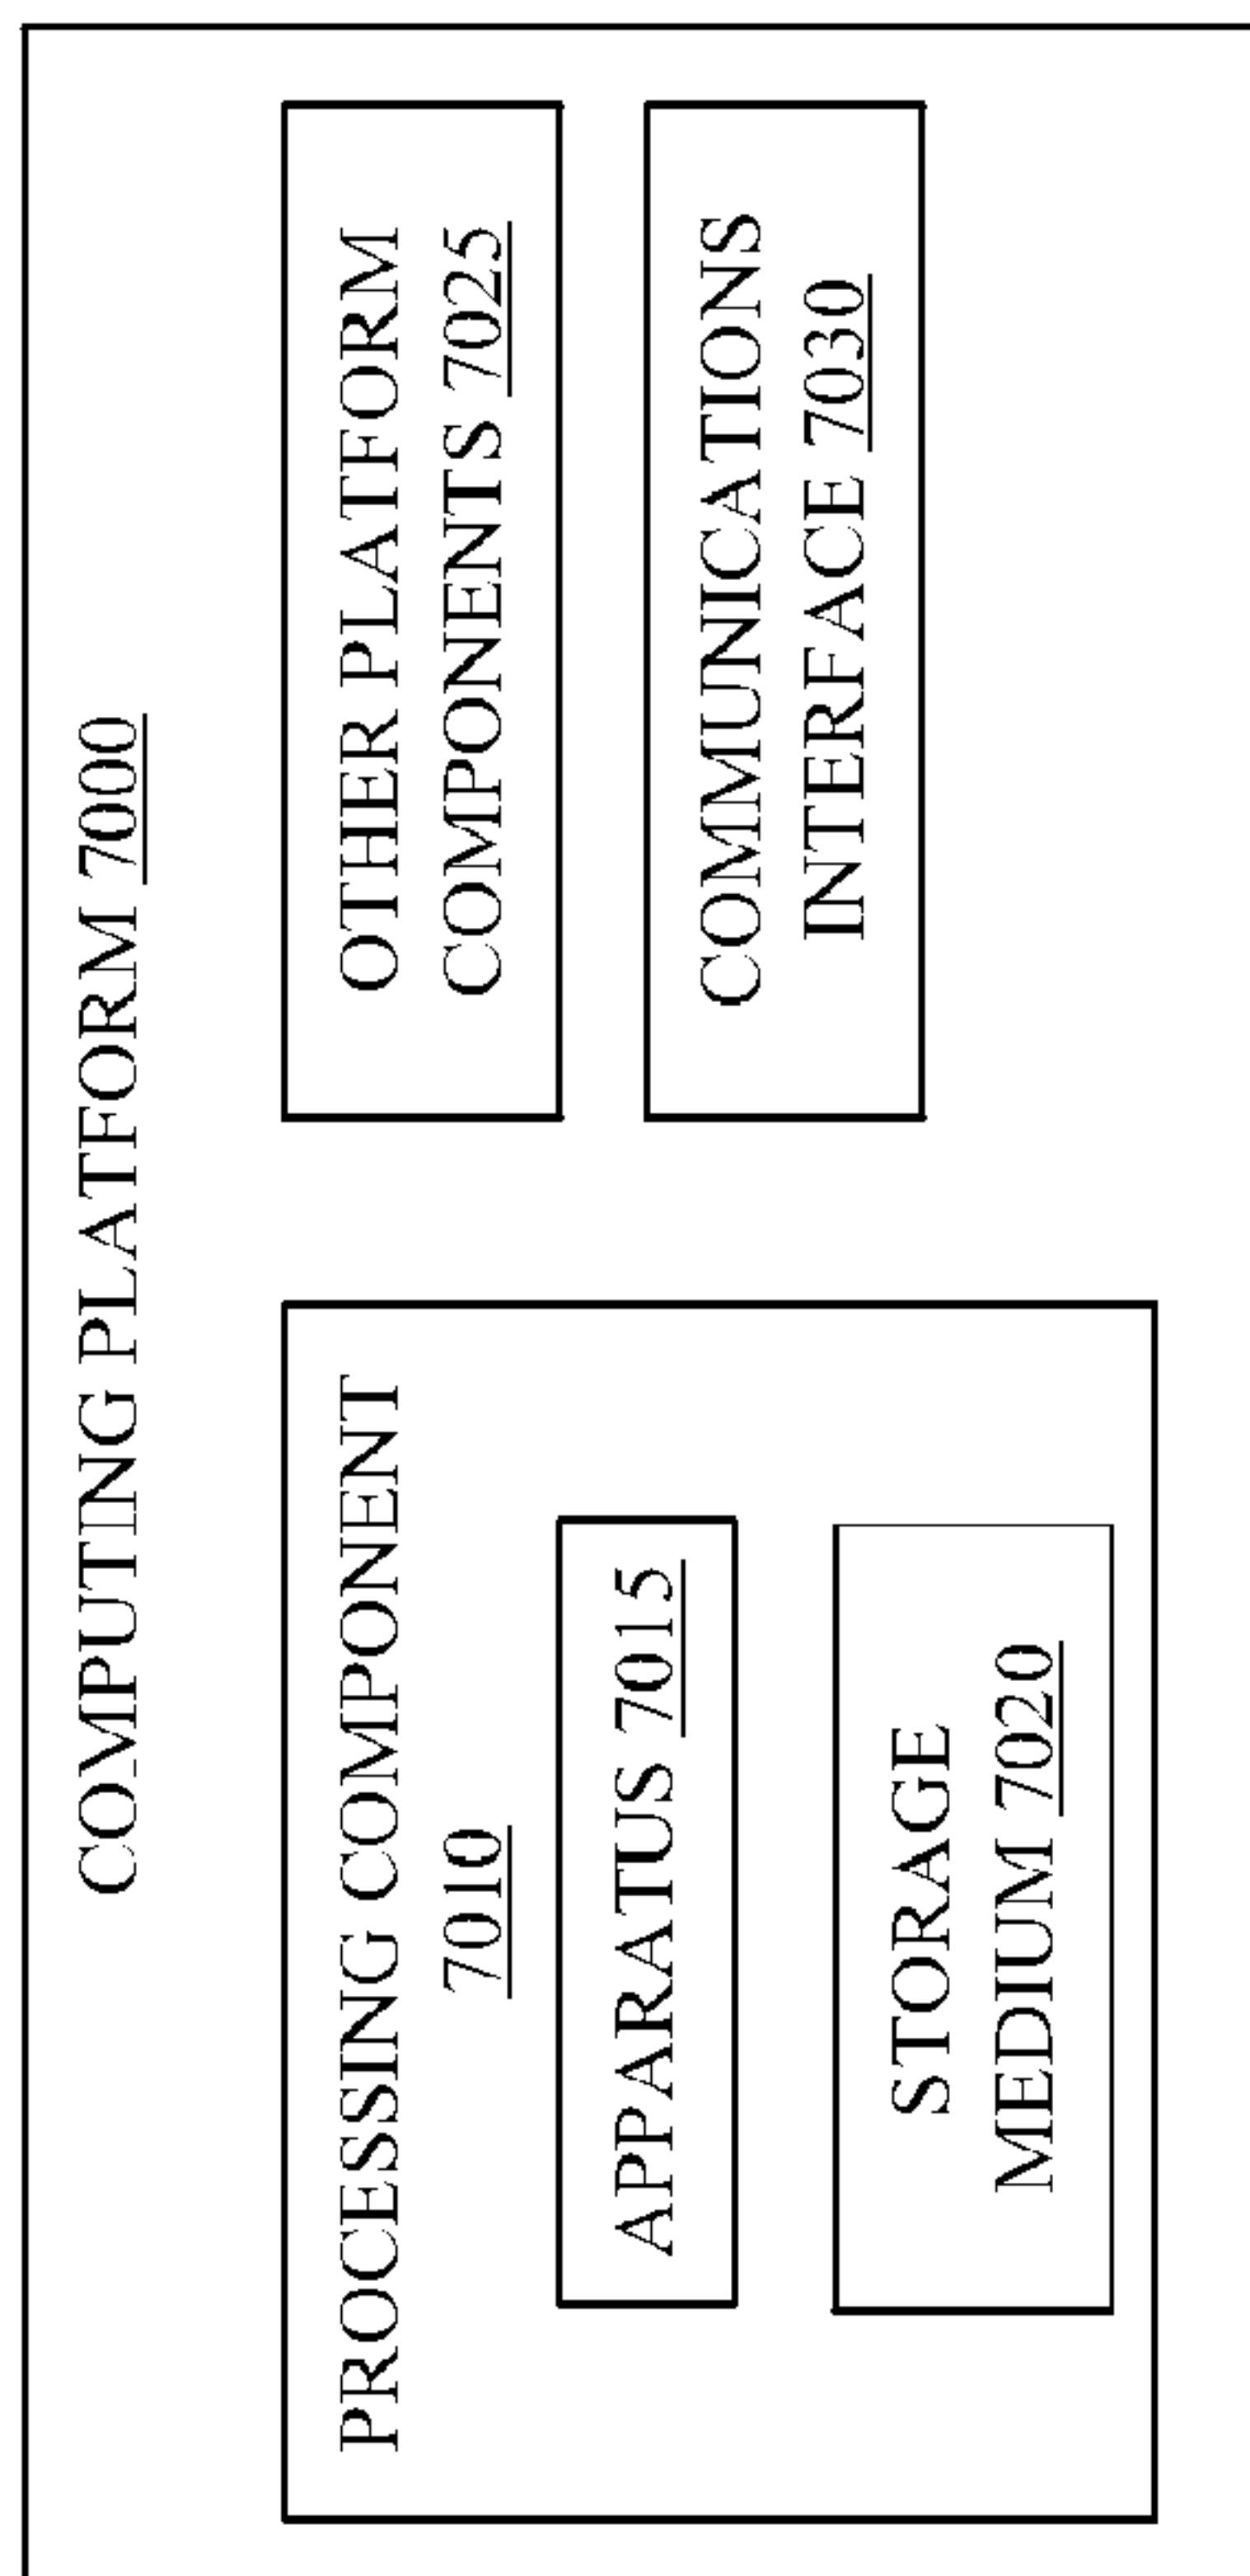 COMPUTING PLATFORM 7000
PROCESSING COMPONENT
7010
APPARATUS 7015
STORAGE
MEDIUM 7020
OTHER PLATFORM
COMPONENTS 7025
COMMUNICATIONS
INTERFACE 7030